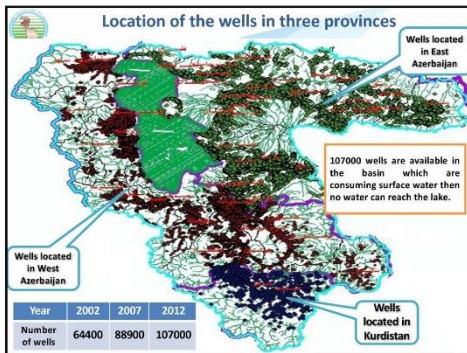 Location of the wells in three provinces
Wells located
in East
Azerbaijan
107000 wells are available in
the basin which are
consuming surface water then
no water can reach the lake.
Wells located
in West
Azerbaijan
Wells
located in
Kurdistan
Year 2002 2007 2012
Number
of wells 64400 88900 107000